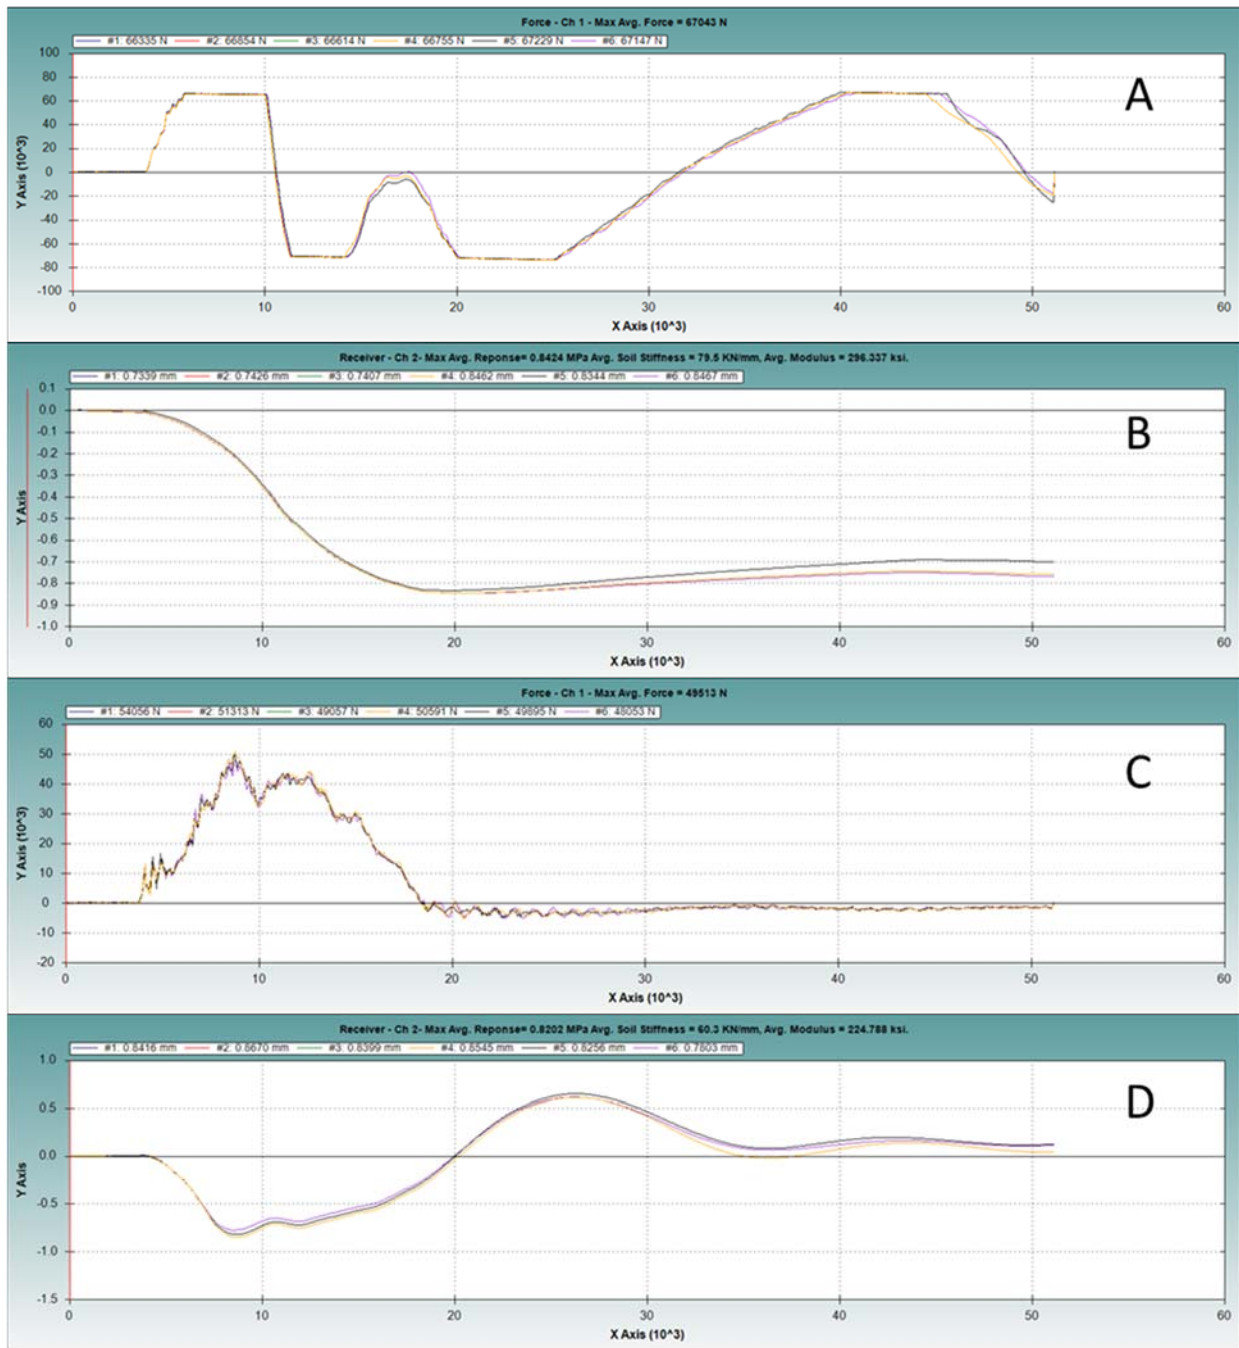 Force - Ch 1 - Max Avg. Force = 67043 N
#1: 66335 N #2: 66854 N #3: 66614 N #4: 66755 N #5: 67229 N #6: 67147 N
A
100
80
60
40
20
0
-20
-40
-60
-80
-100
Y Axis (10^3)
0 10 20 30 40 50 60
X Axis (10^3)
Receiver - Ch 2- Max Avg. Reponse= 0.8424 MPa Avg. Soil Stiffness = 79.5 KN/mm, Avg. Modulus = 296.337 ksi.
#1: 0.7339 mm #2: 0.7426 mm #3: 0.7407 mm #4: 0.8462 mm #5: 0.8344 mm #6: 0.8467 mm
B
0.1
0.0
-0.1
-0.2
-0.3
-0.4
-0.5
-0.6
-0.7
-0.8
-0.9
-1.0
Y Axis
0 10 20 30 40 50 60
X Axis (10^3)
Force - Ch 1 - Max Avg. Force = 49513 N
#1: 54056 N #2: 51313 N #3: 49057 N #4: 50591 N #5: 49895 N #6: 48053 N
C
60
50
40
30
20
10
0
-10
-20
Y Axis (10^3)
0 10 20 30 40 50 60
X Axis (10^3)
Receiver - Ch 2- Max Avg. Reponse= 0.8202 MPa Avg. Soil Stiffness = 60.3 KN/mm, Avg. Modulus = 224.788 ksi.
#1: 0.8416 mm #2: 0.8670 mm #3: 0.8399 mm #4: 0.8545 mm #5: 0.8256 mm #6: 0.7803 mm
D
1.0
0.5
0.0
-0.5
-1.0
-1.5
Y Axis
0 10 20 30 40 50 60
X Axis (10^3)